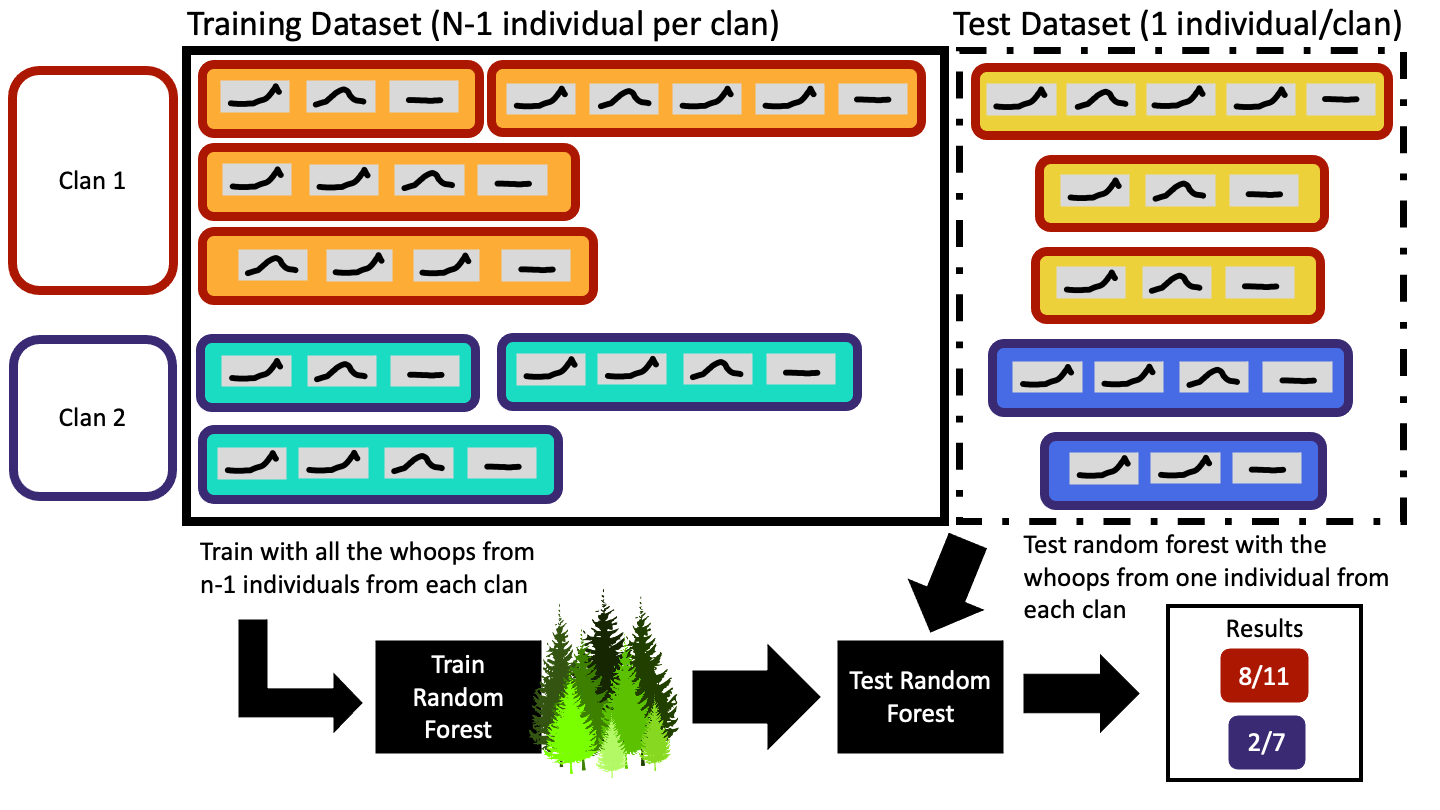 Training Dataset (N-1 individual per clan)
Test Dataset (1 individual/clan)
Clan 1
Clan 2
Train with all the whoops from
n-1 individuals from each clan
Test random forest with the
whoops from one individual from
each clan
Train
Random
Forest
Test Random
Forest
Results
8/11
2/7